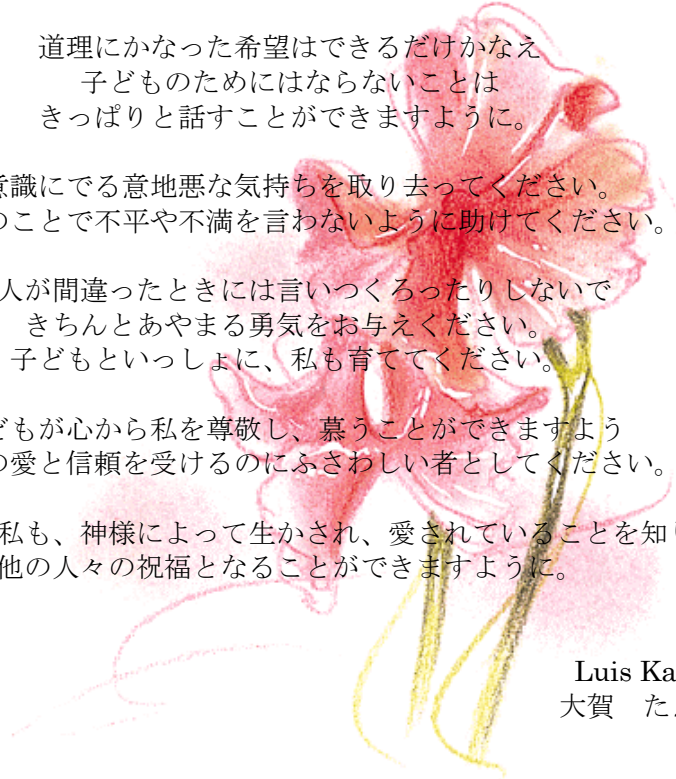 道理にかなった希望はできるだけかなえ
子どものためにはならないことは
きっぱりと話すことができますように。
意識にでる意地悪な気持ちを取り去ってください。
のことで不平や不満を言わないように助けてください。
人が間違ったときには言いつくろったりしないで
きちんとあやまる勇気をお与えください。
子どもといっしょに、私も育ててください。
どもが心から私を尊敬し、慕うことができますよう
の愛と信頼を受けるのにふさわしい者としてください。
私も、神様によって生かされ、愛されていることを知り
他の人々の祝福となることができますように。
Luis Ka
大賀　た